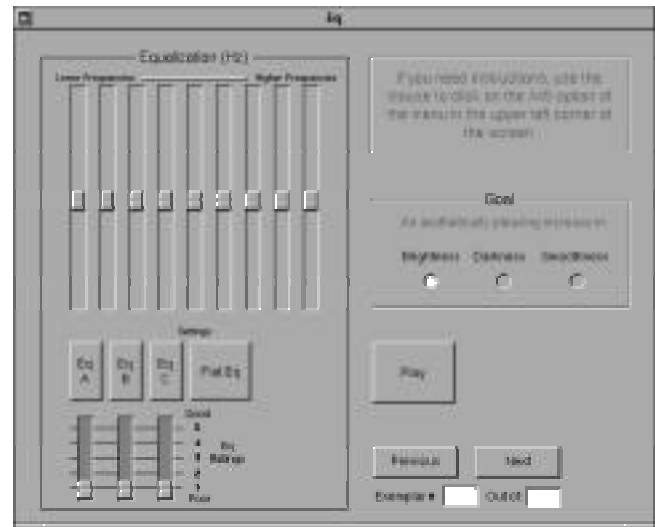 Eq
Equalization (Hz)
Lower Frequencies Higher Frequencies
If you need instructions, use the
mouse to click on the option of
the menu in the upper left corner of
the screen
Goal
An aesthetically pleasing increase in:
Brightness Darkness Smoothness
Settings
Eq A
Eq B
Eq C
Flat Eq
Play
Good
5
4
3
2
1
Poor
Eq
Ratings
Previous
Next
Exemplar #
Out of